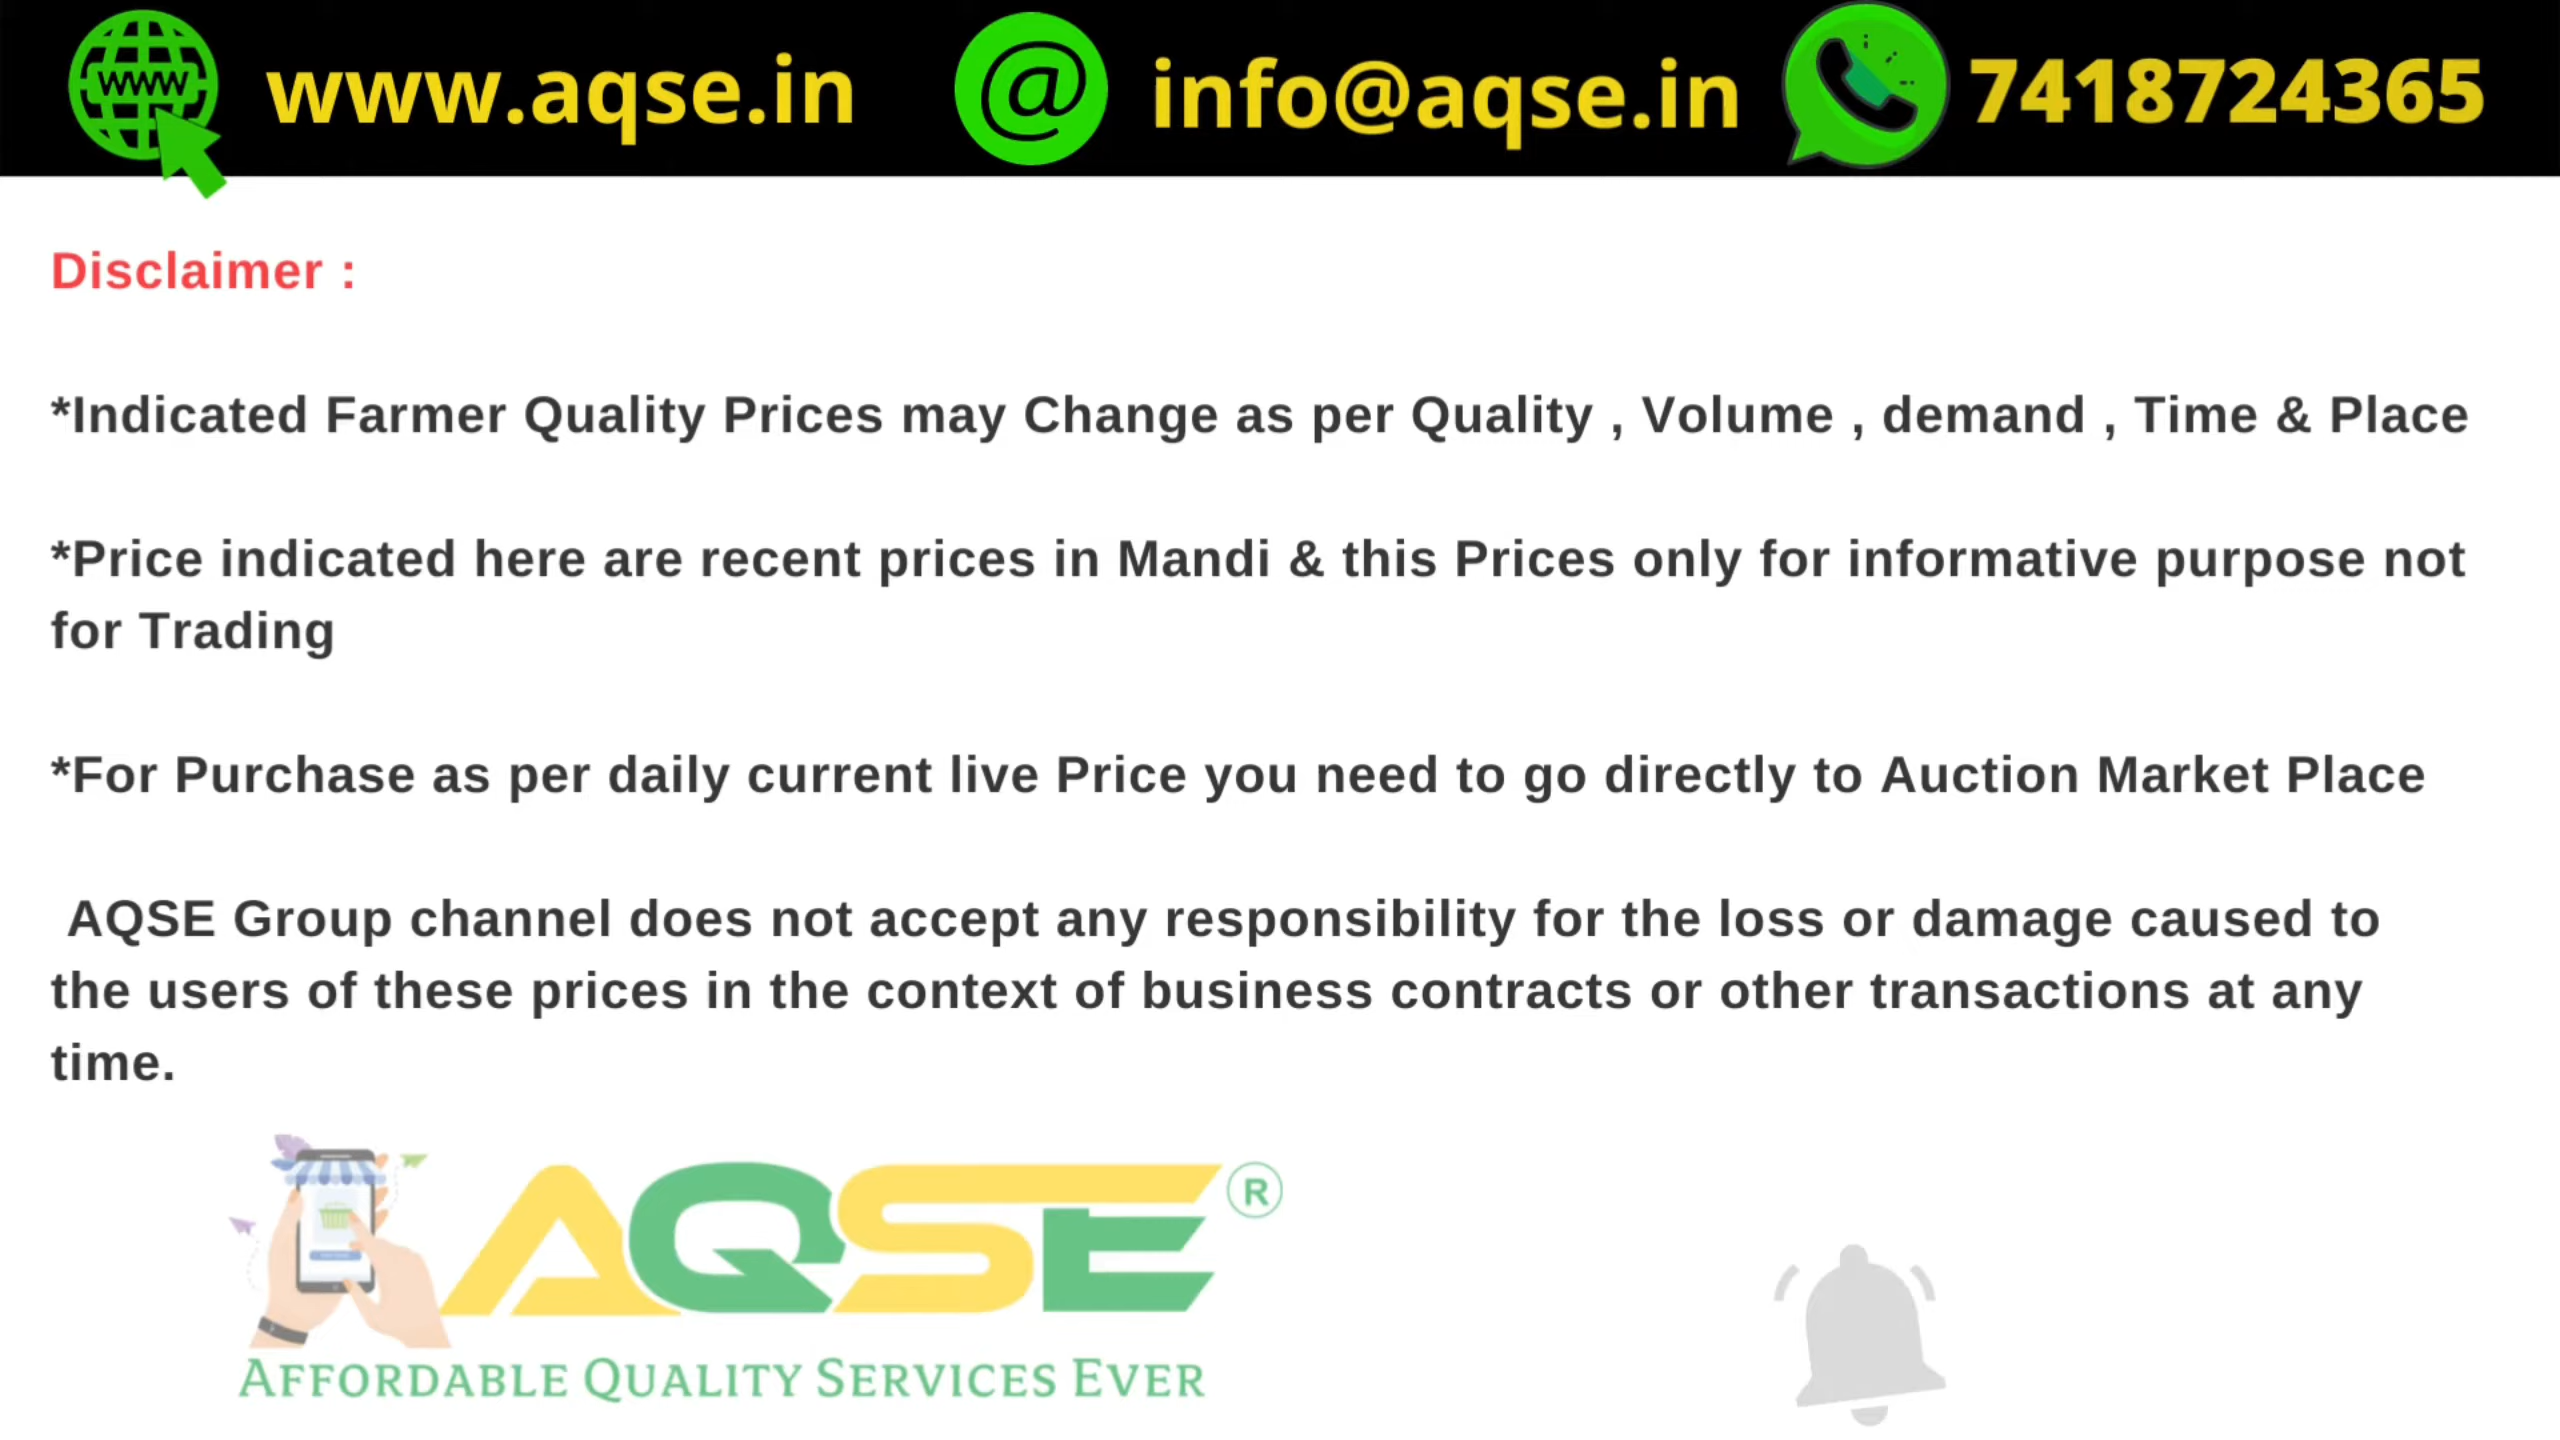 www
www.aqse.in
@
info@aqse.in
7418724365
Disclaimer :
*Indicated Farmer Quality Prices may Change as per Quality , Volume , demand , Time & Place
*Price indicated here are recent prices in Mandi & this Prices only for informative purpose not
for Trading
*For Purchase as per daily current live Price you need to go directly to Auction Market Place
AQSE Group channel does not accept any responsibility for the loss or damage caused to
the users of these prices in the context of business contracts or other transactions at any
time.
AQSE ®
AFFORDABLE QUALITY SERVICES EVER